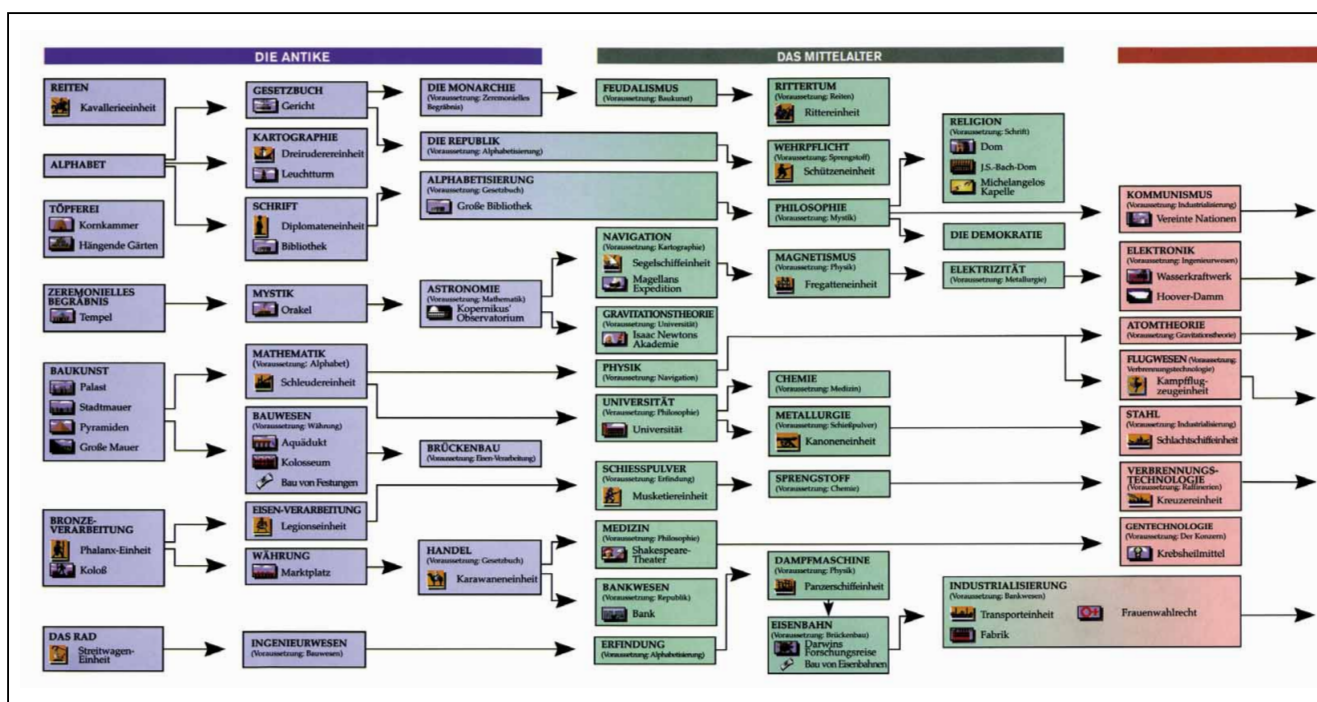 DIE ANTIKE
DAS MITTELALTER
REITEN
Kavallerieeinheit
ALPHABET
TÖPFEREI
Kornkammer
Hängende Gärten
ZEREMONIELLES
BEGRÄBNIS
Tempel
BAUKUNST
Palast
Stadtmauer
Pyramiden
Große Mauer
BRONZE-
VERARBEITUNG
Phalanx-Einheit
Koloß
DAS RAD
Streitwagen-
Einheit
GESETZBUCH
Gericht
KARTOGRAPHIE
Dreirudereinheit
Leuchtturm
SCHRIFT
Diplomateneinheit
Bibliothek
MYSTIK
Orakel
MATHEMATIK
(Voraussetzung: Alphabet)
Schleudereinheit
BAUWESEN
(Voraussetzung: Währung)
Aquädukt
Kolosseum
Bau von Festungen
EISEN-VERARBEITUNG
Legionseinheit
WÄHRUNG
Marktplatz
INGENIEURWESEN
(Voraussetzung: Bauwesen)
DIE MONARCHIE
(Voraussetzung: Zeremonielles
Begräbnis)
DIE REPUBLIK
(Voraussetzung: Alphabetisierung)
ALPHABETISIERUNG
(Voraussetzung: Gesetzbuch)
Große Bibliothek
ASTRONOMIE
(Voraussetzung: Mathematik)
Kopernikus'
Observatorium
BRÜCKENBAU
(Voraussetzung: Eisen-Verarbeitung)
HANDEL
(Voraussetzung: Gesetzbuch)
Karawaneneinheit
FEUDALISMUS
(Voraussetzung: Baukunst)
NAVIGATION
(Voraussetzung: Kartographie)
Segelschiffeinheit
Magellans
Expedition
GRAVITATIONSTHEORIE
(Voraussetzung: Universität)
Isaac Newtons
Akademie
PHYSIK
(Voraussetzung: Navigation)
UNIVERSITÄT
(Voraussetzung: Philosophie)
Universität
SCHIESSPULVER
(Voraussetzung: Erfindung)
Musketiereinheit
MEDIZIN
(Voraussetzung: Philosophie)
Shakespeare-
Theater
BANKWESEN
(Voraussetzung: Republik)
Bank
ERFINDUNG
(Voraussetzung: Alphabetisierung)
RITTERTUM
(Voraussetzung: Reiten)
Rittereinheit
WEHRPFLICHT
(Voraussetzung: Sprengstoff)
Schützeneinheit
PHILOSOPHIE
(Voraussetzung: Mystik)
MAGNETISMUS
(Voraussetzung: Physik)
Fregatteneinheit
CHEMIE
(Voraussetzung: Medizin)
METALLURGIE
(Voraussetzung: Schießpulver)
Kanoneneinheit
SPRENGSTOFF
(Voraussetzung: Chemie)
DAMPFMASCHINE
(Voraussetzung: Physik)
Panzerschiffeinheit
EISENBAHN
(Voraussetzung: Brückenbau)
Darwins
Forschungsreise
Bau von Eisenbahnen
RELIGION
(Voraussetzung: Schrift)
Dom
J.S.-Bach-Dom
Michelangelos
Kapelle
DIE DEMOKRATIE
ELEKTRIZITÄT
(Voraussetzung: Metallurgie)
INDUSTRIALISIERUNG
(Voraussetzung: Bankwesen)
Transporteinheit
Frauenwahlrecht
Fabrik
KOMMUNISMUS
(Voraussetzung: Industrialisierung)
Vereinte Nationen
ELEKTRONIK
(Voraussetzung: Ingenieurwesen)
Wasserkraftwerk
Hoover-Damm
ATOMTHEORIE
(Voraussetzung: Gravitationstheorie)
FLUGWESEN (Voraussetzung:
Verbrennungstechnologie)
Kampfflug-
zeugeinheit
STAHL
(Voraussetzung: Industrialisierung)
Schlachtschiffeinheit
VERBRENNUNGS-
TECHNOLOGIE
(Voraussetzung: Raffinerien)
Kreuzereinheit
GENTECHNOLOGIE
(Voraussetzung: Der Konzern)
Krebsheilmittel